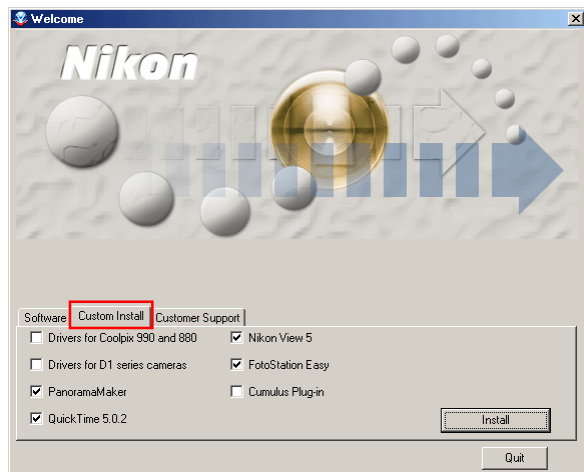 Welcome
Nikon
Software Custom Install Customer Support
Drivers for Coolpix 990 and 880 Nikon View 5
Drivers for D1 series cameras FotoStation Easy
PanoramaMaker Cumulus Plug-in
QuickTime 5.0.2 Install
Quit